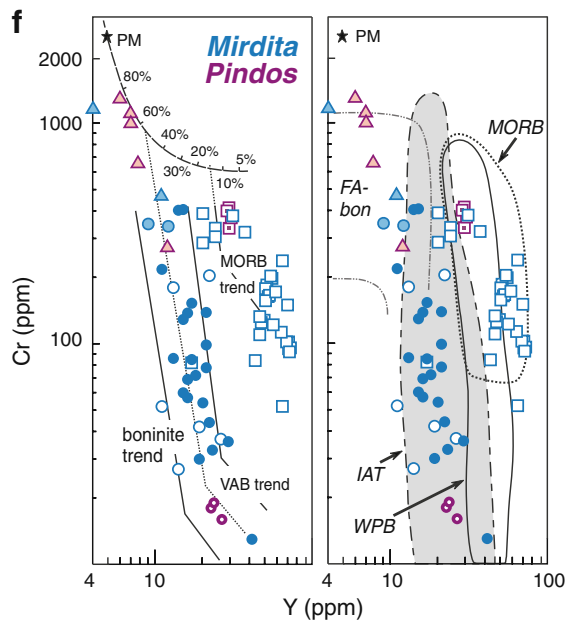 f
PM
Mirdita
Pindos
2000
1000
100
Cr (ppm)
80%
60%
40%
30%
20%
10%
5%
MORB
trend
boninite
trend
VAB trend
4
10
Y (ppm)
PM
MORB
FA-
bon
IAT
WPB
4
10
100
Y (ppm)